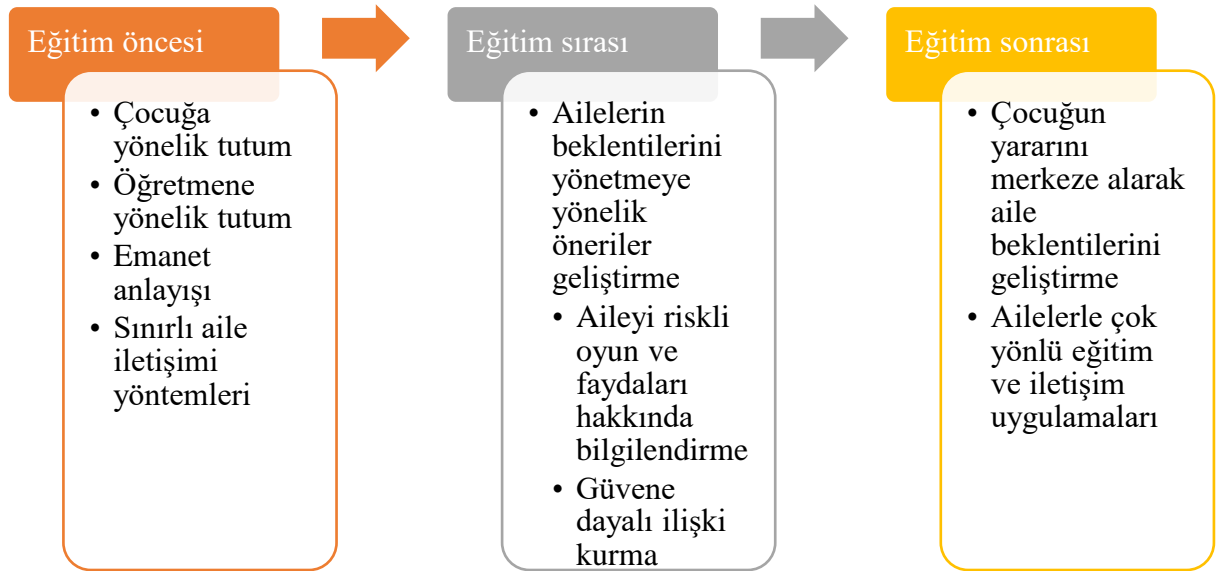 Eğitim öncesi
• Çocuğa
yönelik tutum
• Öğretmene
yönelik tutum
• Emanet
anlayışı
• Sınırlı aile
iletişimi
yöntemleri
Eğitim sırası
• Ailelerin
beklentilerini
yönetmeye
yönelik
öneriler
geliştirme
• Aileyi riskli
oyun ve
faydaları
hakkında
bilgilendirme
• Güvene
dayalı ilişki
kurma
Eğitim sonrası
• Çocuğun
yararını
merkeze alarak
aile
beklentilerini
geliştirme
• Ailelerle çok
yönlü eğitim
ve iletişim
uygulamaları